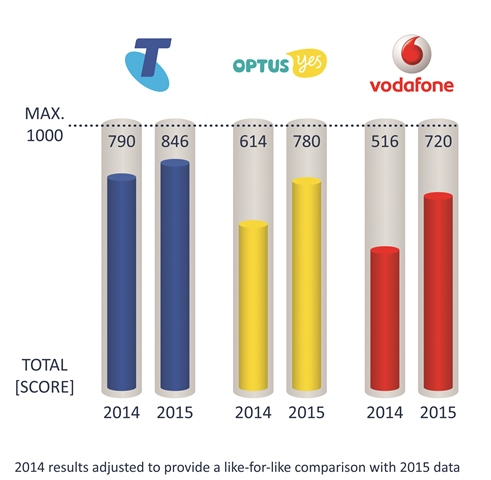 T
OPTUS yes
vodafone
MAX.
1000
790 846 614 780 516 720
TOTAL
[SCORE]
2014 2015 2014 2015 2014 2015
2014 results adjusted to provide a like-for-like comparison with 2015 data